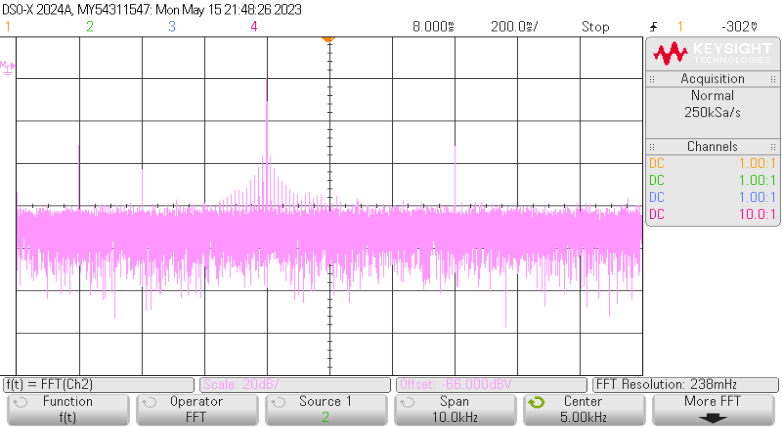 DSO-X 2024A, MY54311547: Mon May 15 21:48:26 2023
1 2 3 4 8.000s 200.0s/ Stop 1 -302V
M
KEYSIGHT
TECHNOLOGIES
Acquisition
Normal
250kSa/s
Channels
DC 1.00:1
DC 1.00:1
DC 1.00:1
DC 10.0:1
f(t) = FFT(Ch2) Scale: 20dB/ Offset: -66.000dBV FFT Resolution: 238mHz
Function Operator Source 1 Span Center More FFT
f(t) FFT 2 10.0kHz 5.00kHz